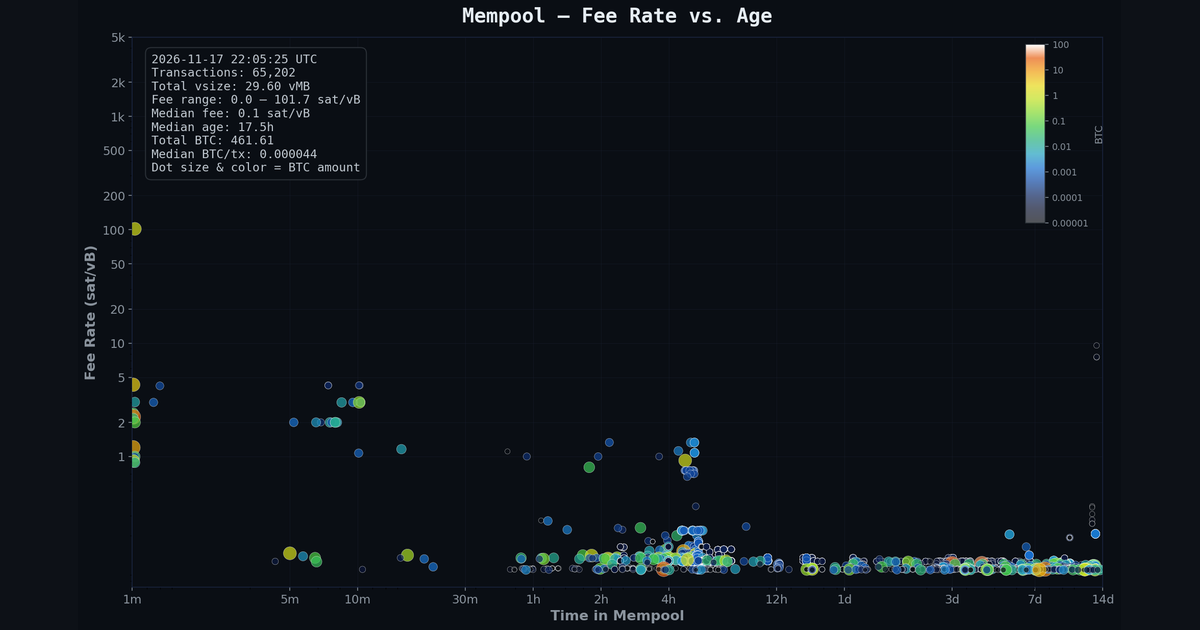 Mempool — Fee Rate vs. Age
2026-11-17 22:05:25 UTC
Transactions: 65,202
Total vsize: 29.60 vMB
Fee range: 0.0 — 101.7 sat/vB
Median fee: 0.1 sat/vB
Median age: 17.5h
Total BTC: 461.61
Median BTC/tx: 0.000044
Dot size & color = BTC amount
100
10
1
0.1
0.01
0.001
0.0001
0.00001
BTC
Fee Rate (sat/vB)
5k
2k
1k
500
200
100
50
20
10
5
2
1
1m
5m
10m
30m
1h
2h
4h
12h
1d
3d
7d
14d
Time in Mempool